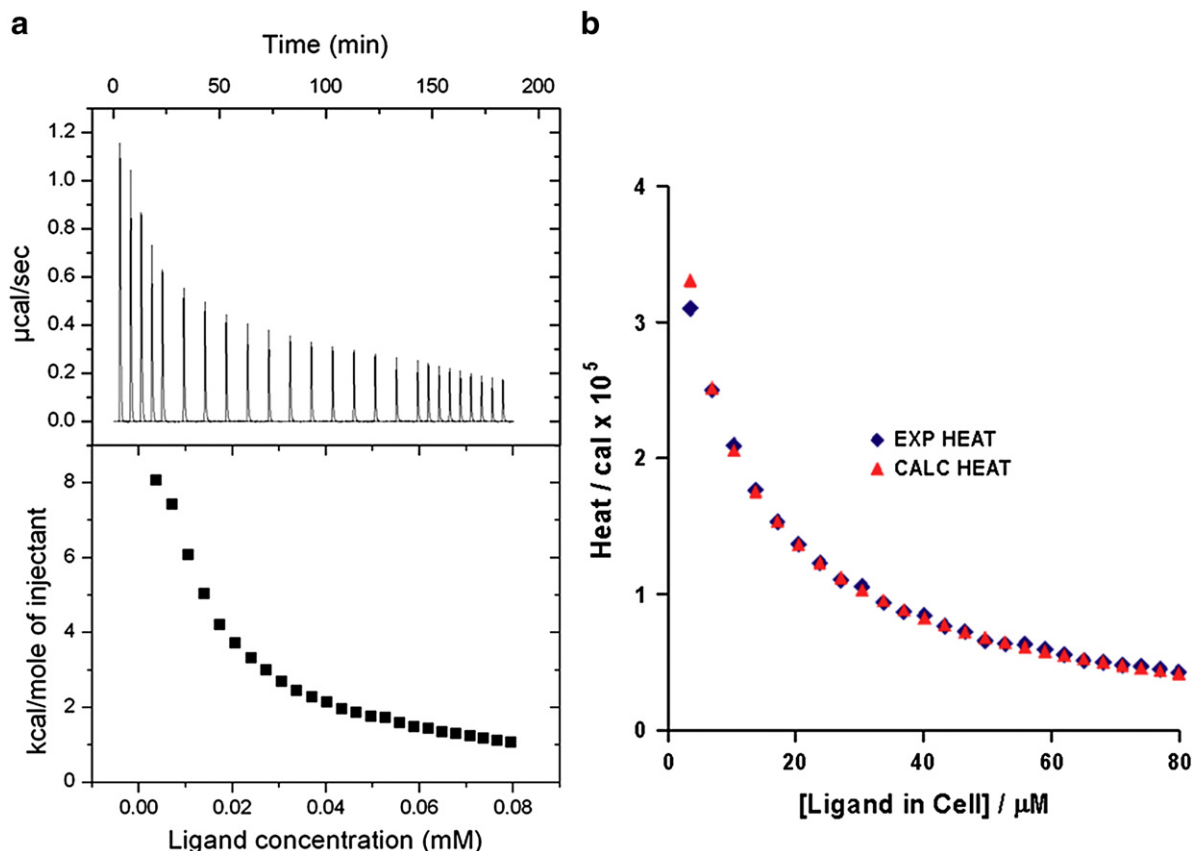 a
Time (min)
0 50 100 150 200
1.2
1.0
0.8
0.6
0.4
0.2
0.0
μcal/sec
8
6
4
2
0
kcal/mole of injectant
0.00 0.02 0.04 0.06 0.08
Ligand concentration (mM)
b
4
3
2
1
0
Heat / cal x 10⁵
EXP HEAT
CALC HEAT
0 20 40 60 80
[Ligand in Cell] / μM